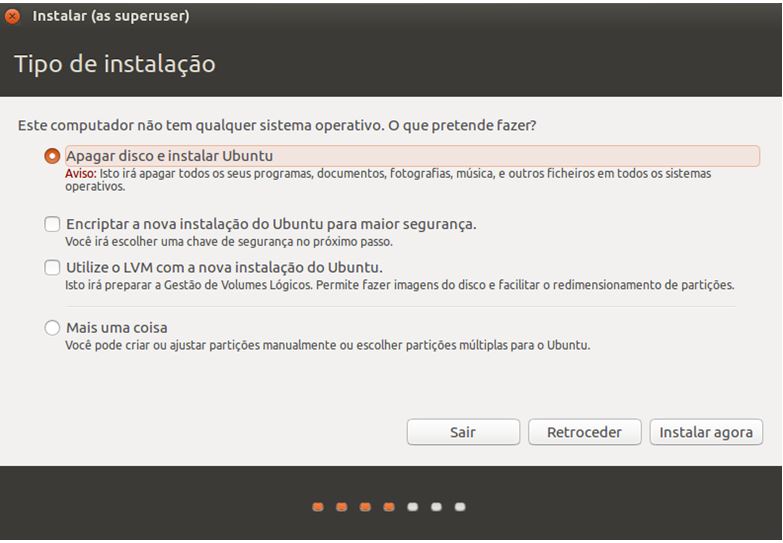 Instalar (as superuser)
Tipo de instalação
Este computador não tem qualquer sistema operativo. O que pretende fazer?
Apagar disco e instalar Ubuntu
Aviso: Isto irá apagar todos os seus programas, documentos, fotografias, música, e outros ficheiros em todos os sistemas
operativos.
Encriptar a nova instalação do Ubuntu para maior segurança.
Você irá escolher uma chave de segurança no próximo passo.
Utilize o LVM com a nova instalação do Ubuntu.
Isto irá preparar a Gestão de Volumes Lógicos. Permite fazer imagens do disco e facilitar o redimensionamento de partições.
Mais uma coisa
Você pode criar ou ajustar partições manualmente ou escolher partições múltiplas para o Ubuntu.
Sair
Retroceder
Instalar agora